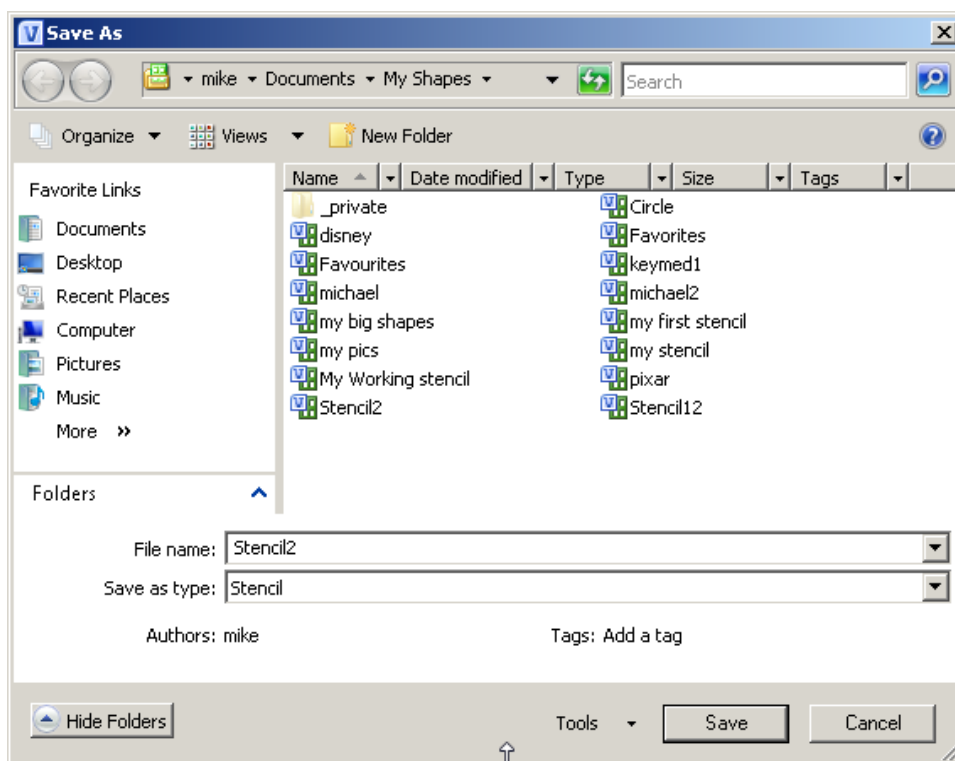 Save As
mike Documents My Shapes Search
Organize Views New Folder
Favorite Links
Documents
Desktop
Recent Places
Computer
Pictures
Music
More »
Folders
Name Date modified Type Size Tags
_private Circle
disney Favorites
Favourites keymed1
michael michael2
my big shapes my first stencil
my pics my stencil
My Working stencil pixar
Stencil2 Stencil12
File name: Stencil2
Save as type: Stencil
Authors: mike Tags: Add a tag
Hide Folders Tools Save Cancel